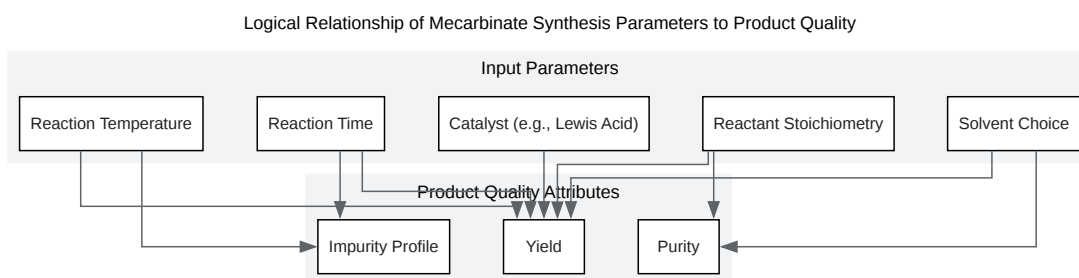 Logical Relationship of Mecarbinate Synthesis Parameters to Product Quality
Input Parameters
Reaction Temperature
Reaction Time
Catalyst (e.g., Lewis Acid)
Reactant Stoichiometry
Solvent Choice
Product Quality Attributes
Impurity Profile
Yield
Purity